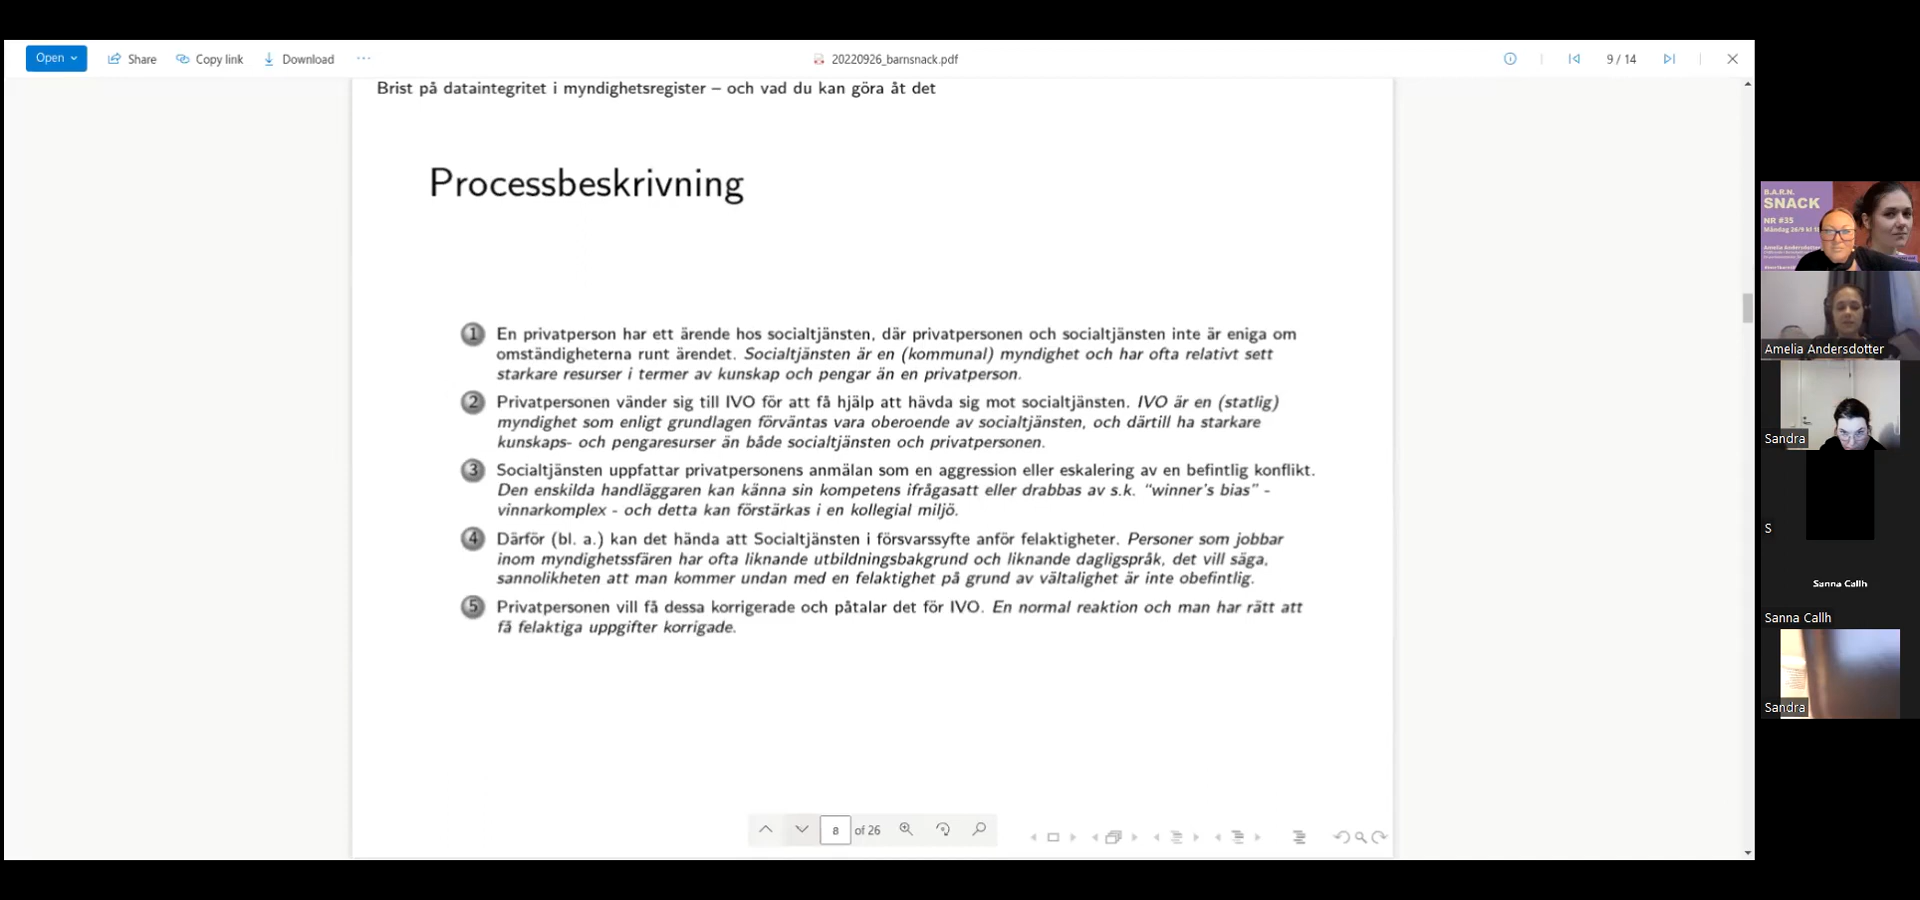 Open
Share
Copy link
Download
20220926_barnsnack.pdf
9 / 14
Brist på dataintegritet i myndighetsregister – och vad du kan göra åt det
Processbeskrivning
1 En privatperson har ett ärende hos socialtjänsten, där privatpersonen och socialtjänsten inte är eniga om
omständigheterna runt ärendet. Socialtjänsten är en (kommunal) myndighet och har ofta relativt sett
starkare resurser i termer av kunskap och pengar än en privatperson.
2 Privatpersonen vänder sig till IVO för att få hjälp att hävda sig mot socialtjänsten. IVO är en (statlig)
myndighet som enligt grundlagen förväntas vara oberoende av socialtjänsten, och därtill ha starkare
kunskaps- och pengaresurser än både socialtjänsten och privatpersonen.
3 Socialtjänsten uppfattar privatpersonens anmälan som en aggression eller eskalering av en befintlig konflikt.
Den enskilda handläggaren kan känna sin kompetens ifrågasatt eller drabbas av s.k. “winner’s bias” -
vinnarkomplex - och detta kan förstärkas i en kollegial miljö.
4 Därför (bl. a.) kan det hända att Socialtjänsten i försvarssyfte anför felaktigheter. Personer som jobbar
inom myndighetssfären har ofta liknande utbildningsbakgrund och liknande dagligspråk, det vill säga,
sannolikheten att man kommer undan med en felaktighet på grund av vältalighet är inte obefintlig.
5 Privatpersonen vill få dessa korrigerade och påtalar det för IVO. En normal reaktion och man har rätt att
få felaktiga uppgifter korrigade.
8 of 26
B.A.R.N.
SNACK
NR #35
Måndag 26/9 kl
Amelia Andersdotter
Amelia Andersdotter
Sandra
S
Sanna Callh
Sanna Callh
Sandra